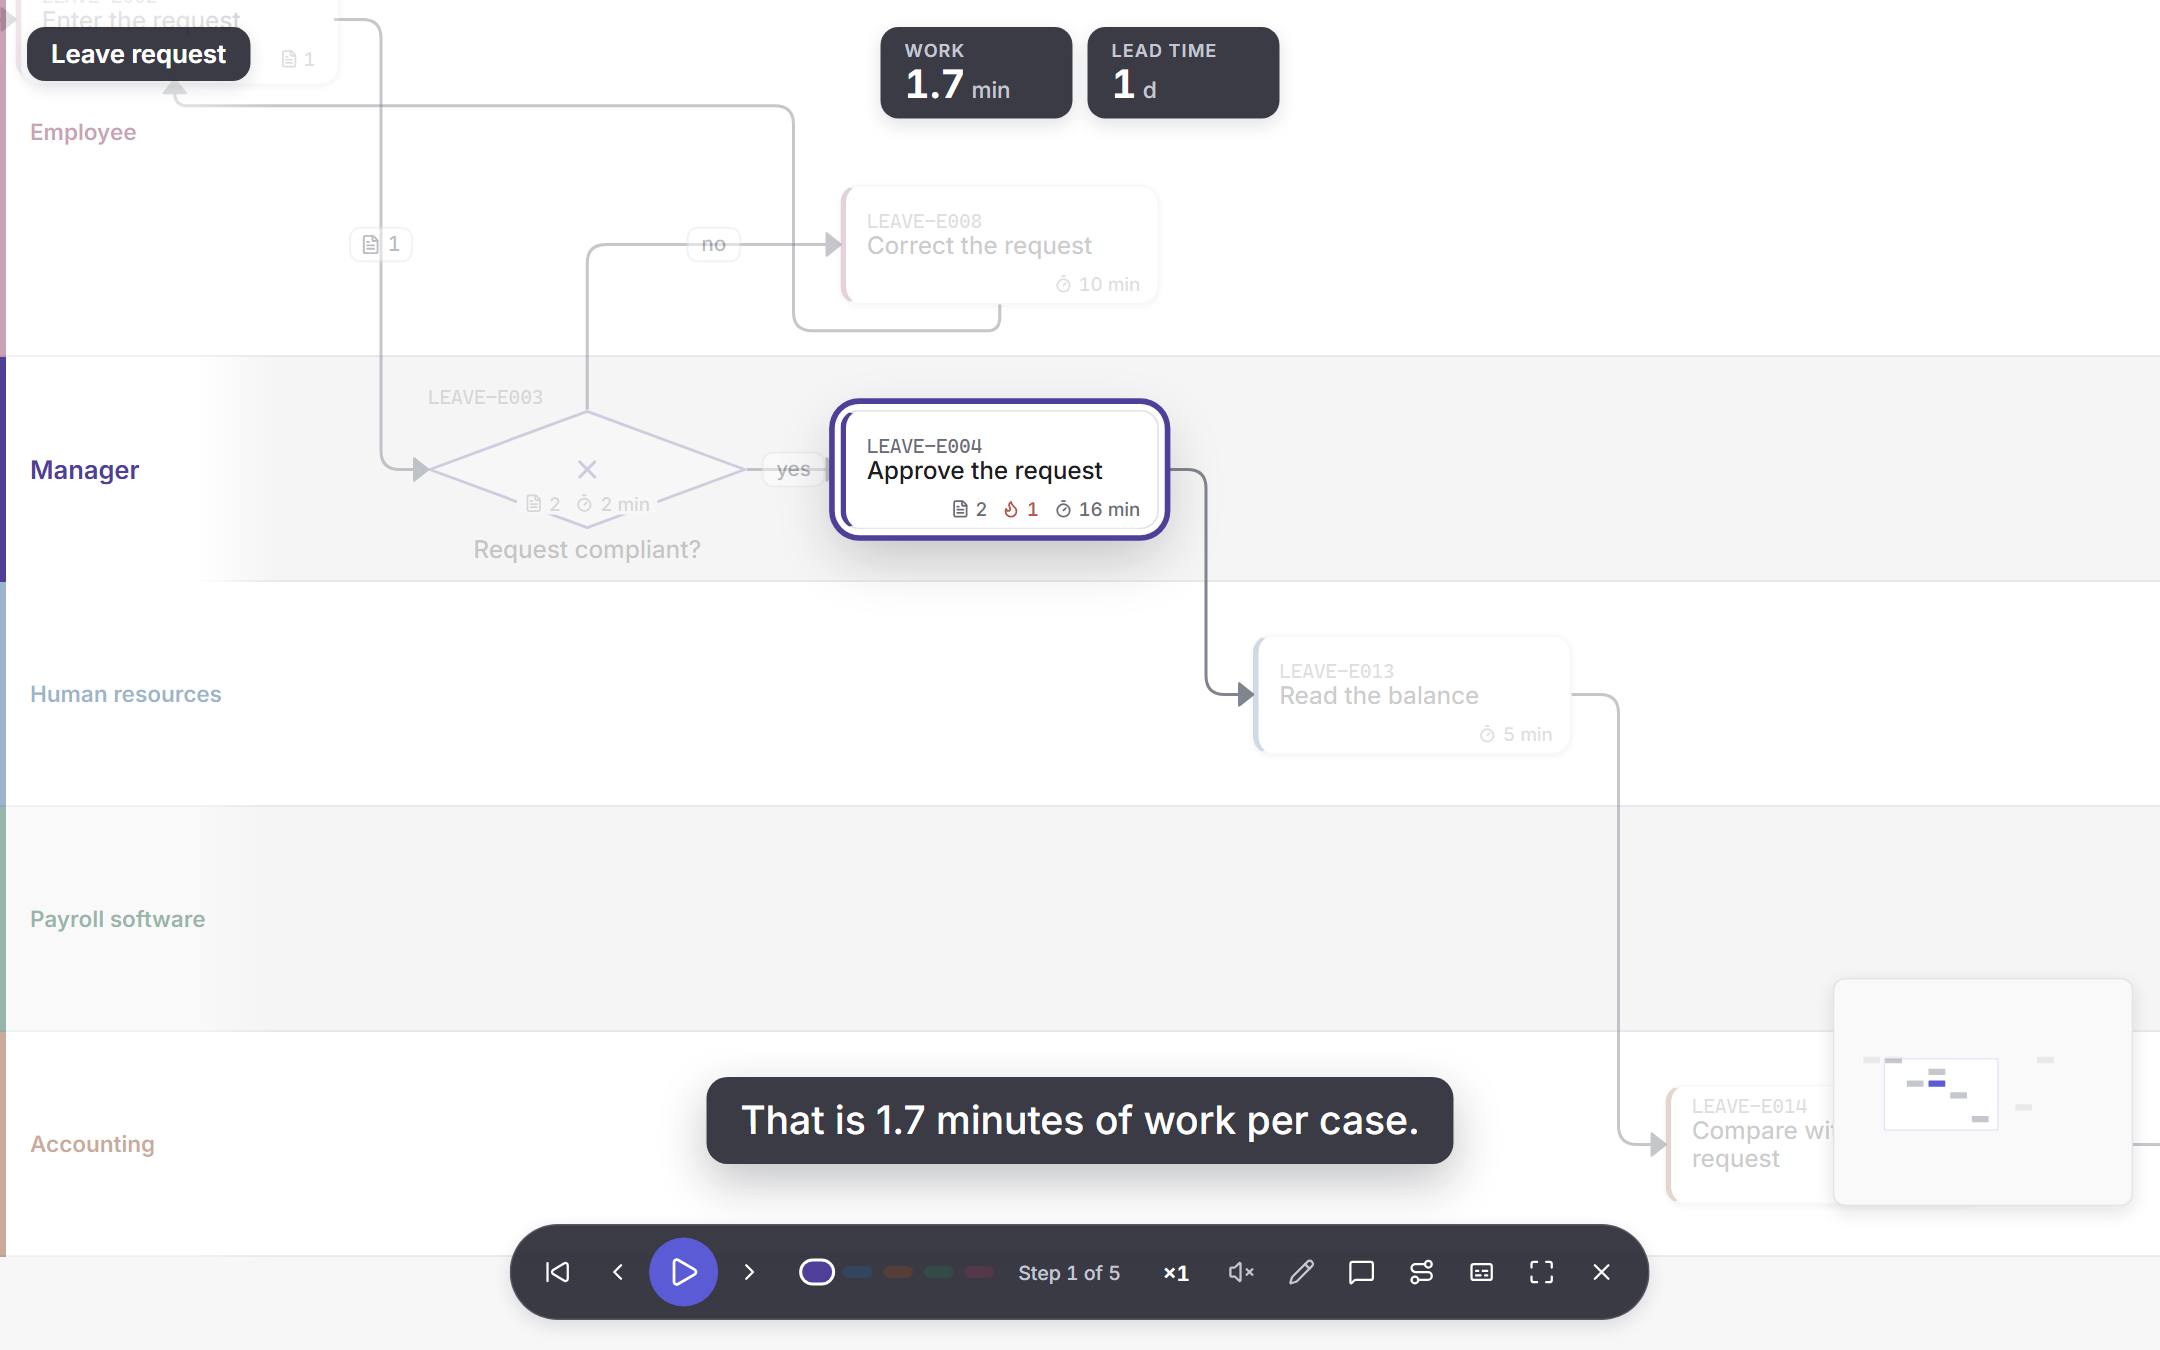 Enter the request
Leave request
1
WORK
1.7 min
LEAD TIME
1 d
Employee
1
no
LEAVE-E008
Correct the request
10 min
LEAVE-E003
2
2 min
Request compliant?
yes
Manager
LEAVE-E004
Approve the request
2
1
16 min
Human resources
LEAVE-E013
Read the balance
5 min
Payroll software
Accounting
LEAVE-E014
Compare wi
request
That is 1.7 minutes of work per case.
Step 1 of 5
×1